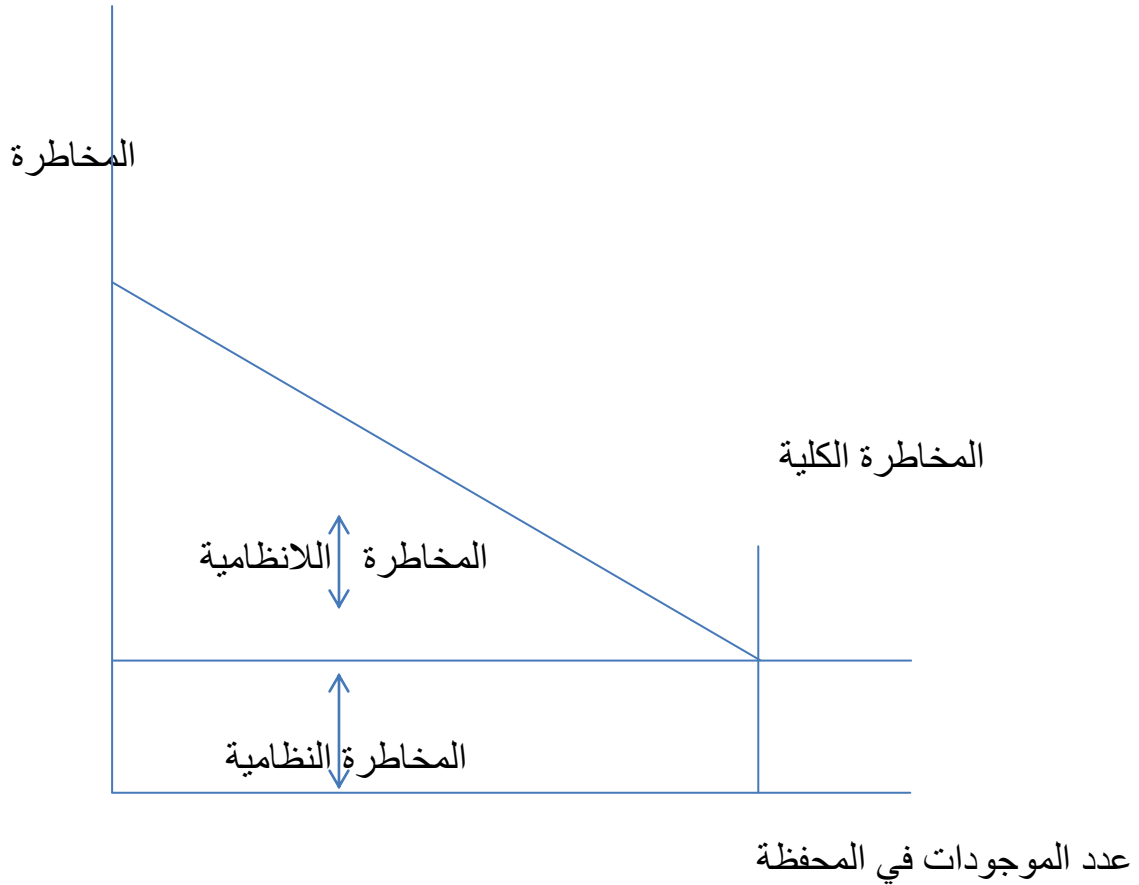 المخاطرة
المخاطرة الكلية
المخاطرة اللانظامية
المخاطرة النظامية
عدد الموجودات في المحفظة